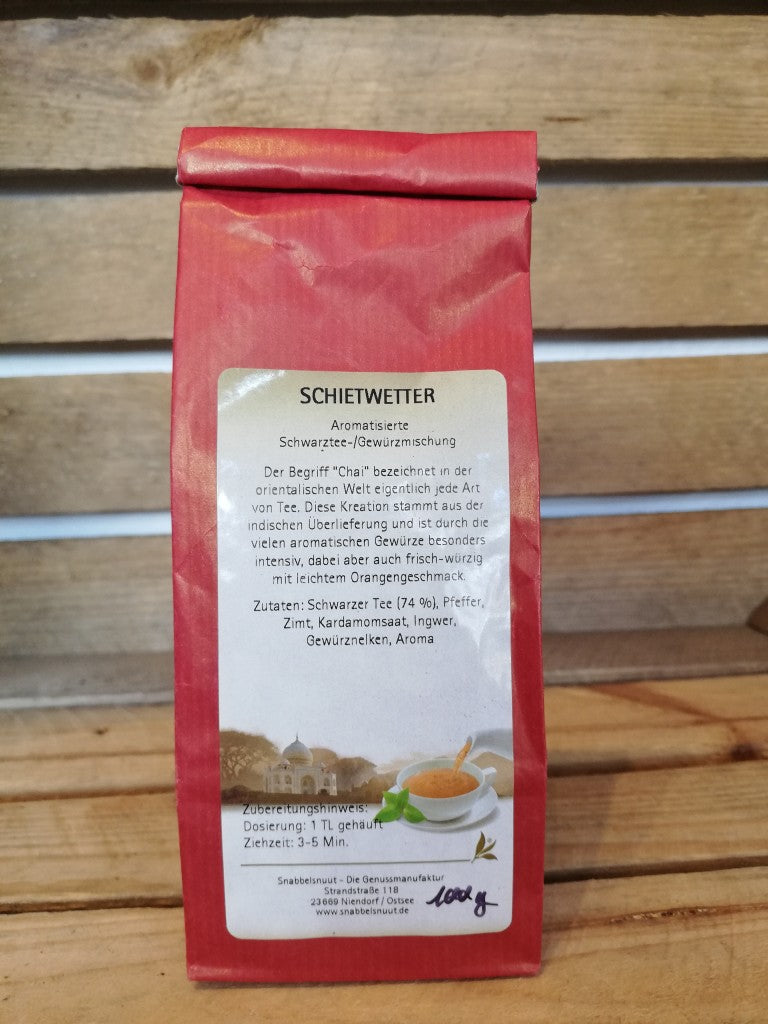 SCHIETWETTER
Aromatisierte
Schwarztee-/Gewürzmischung
Der Begriff "Chai" bezeichnet in der
orientalischen Welt eigentlich jede Art
von Tee. Diese Kreation stammt aus der
indischen Überlieferung und ist durch die
vielen aromatischen Gewürze besonders
intensiv, dabei aber auch frisch-würzig
mit leichtem Orangengeschmack.
Zutaten: Schwarzer Tee (74 %), Pfeffer,
Zimt, Kardamomsaat, Ingwer,
Gewürznelken, Aroma
Zubereitungshinweis:
Dosierung: 1 TL gehäuft
Ziehzeit: 3-5 Min.
Snabbelsnuut - Die Genussmanufaktur
Strandstraße 118
23669 Niendorf / Ostsee
www.snabbelsnuut.de
100 g